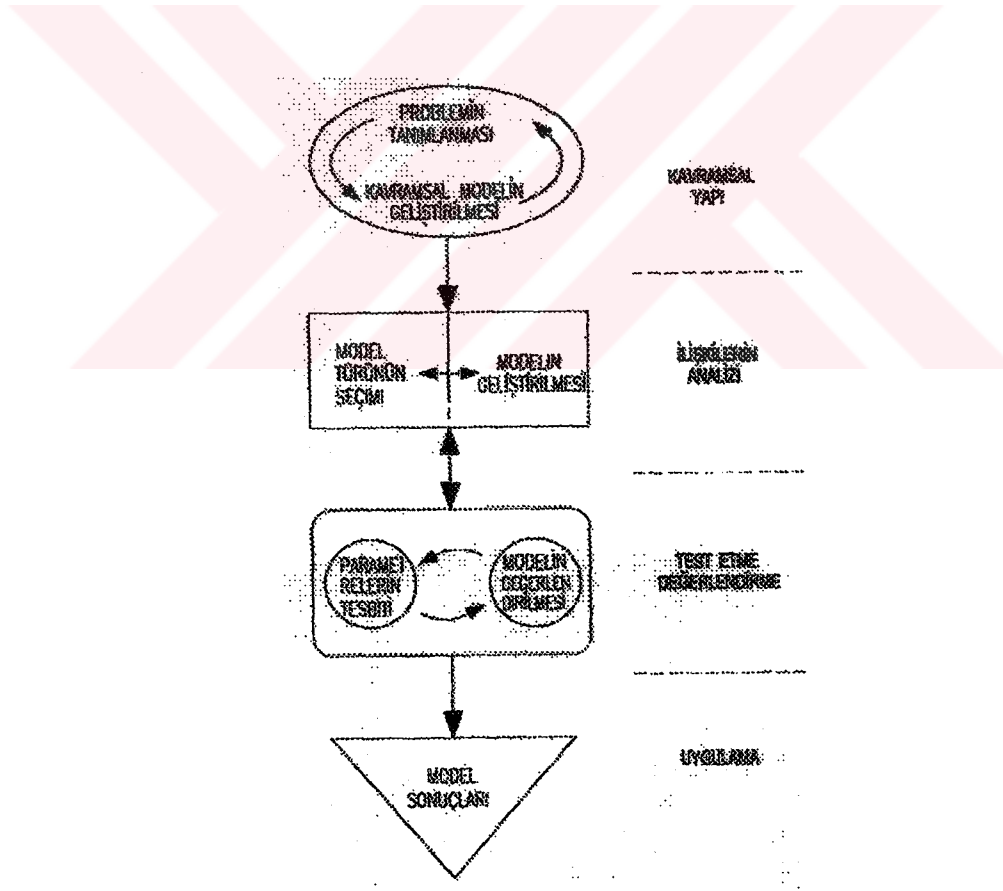 PROBLEMİN
TANIMLANMASI
KAVRAMSAL MODELİN
GELİŞTİRİLMESİ
KAVRAMSAL
YAPI
MODEL
TÜRÜNÜN
SEÇİMİ
MODELİN
GELİŞTİRİLMESİ
İLİŞKİLERİN
ANALİZİ
PARAMET
RELERİN
TESBİTİ
MODELİN
DEĞERLEN
DİRİLMESİ
TEST ETME
DEĞERLENDİRME
MODEL
SONUÇLARI
UYGULAMA